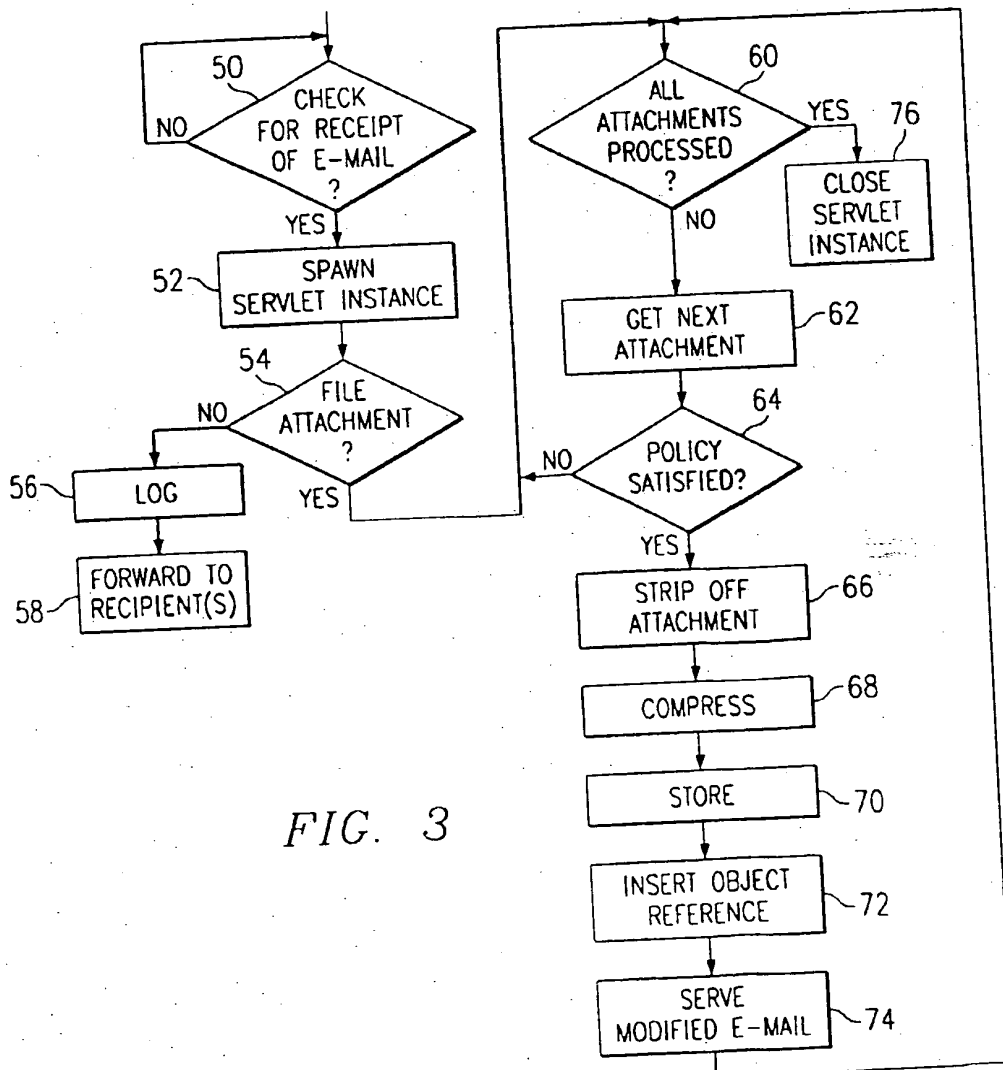 50
CHECK
FOR RECEIPT
OF E-MAIL
?
NO
YES
52
SPAWN
SERVLET INSTANCE
54
FILE
ATTACHMENT
?
NO
YES
56
LOG
58
FORWARD TO
RECIPIENT(S)
60
ALL
ATTACHMENTS
PROCESSED
?
YES
NO
76
CLOSE
SERVLET
INSTANCE
GET NEXT
ATTACHMENT
62
64
POLICY
SATISFIED?
NO
YES
STRIP OFF
ATTACHMENT
66
COMPRESS
68
STORE
70
INSERT OBJECT
REFERENCE
72
SERVE
MODIFIED E-MAIL
74
FIG. 3